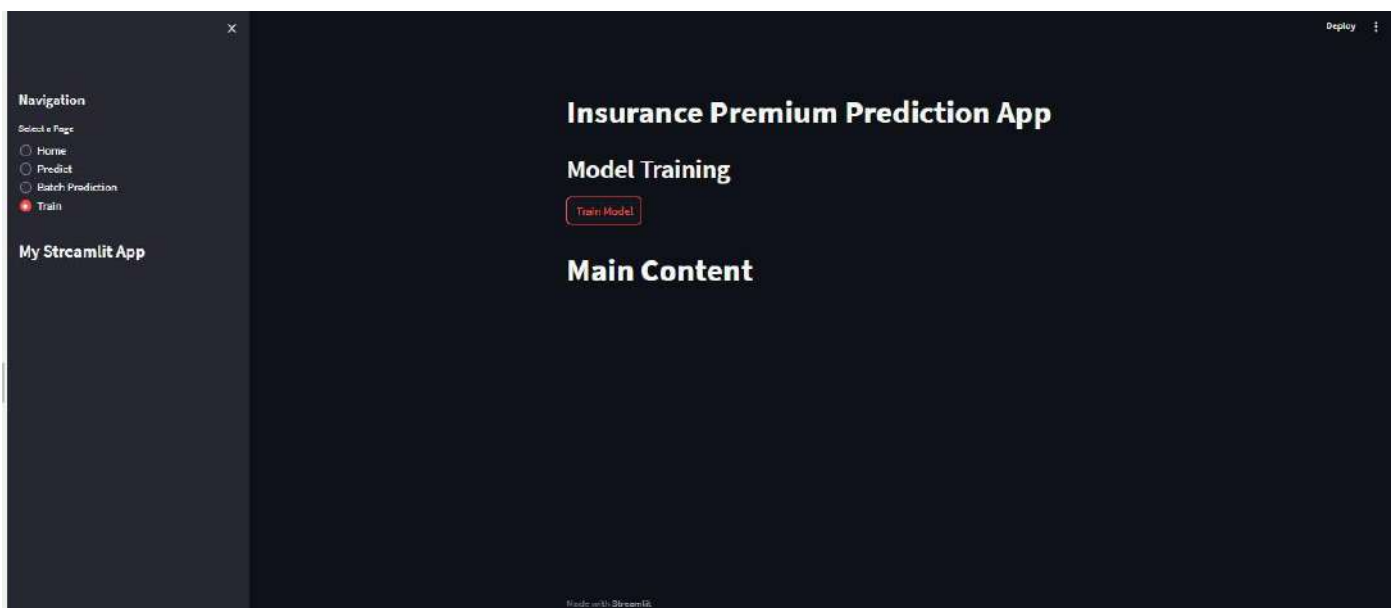 Deploy
Navigation
Select a Page
Home
Predict
Batch Prediction
Train
My Streamlit App
Insurance Premium Prediction App
Model Training
Train Model
Main Content
Made with Streamlit